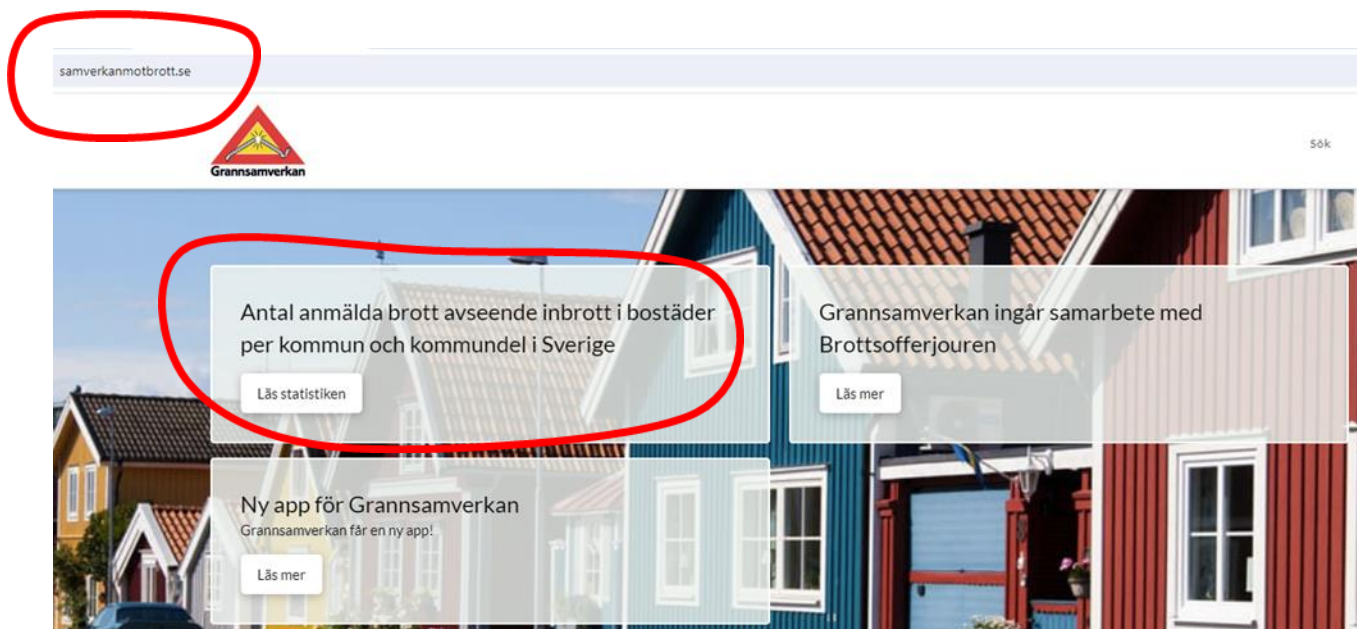 samverkanmotbrott.se
Grannsamverkan
Sök
Antal anmälda brott avseende inbrott i bostäder
per kommun och kommundel i Sverige
Läs statistiken
Grannsamverkan ingår samarbete med
Brottsofferjouren
Läs mer
Ny app för Grannsamverkan
Grannsamverkan får en ny app!
Läs mer